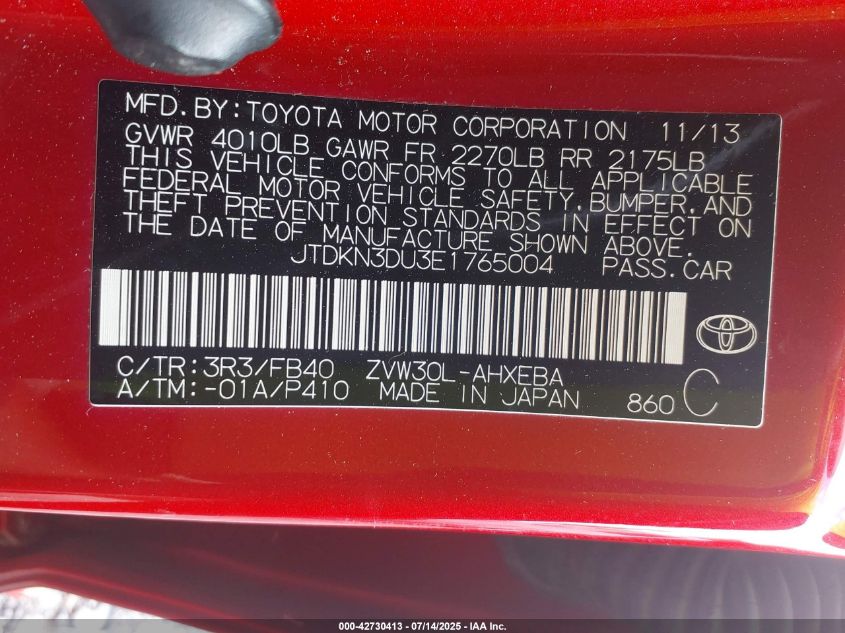 MFD.BY:TOYOTA MOTOR CORPORATION 11/13
GVWR 4010LB GAWR FR 2270LB RR 2175LB
THIS VEHICLE CONFORMS TO ALL APPLICABLE
FEDERAL MOTOR VEHICLE SAFETY,BUMPER,AND
THEFT PREVENTION STANDARDS IN EFFECT ON
THE DATE OF MANUFACTURE SHOWN ABOVE.
JTDKN3DU3E1765004 PASS.CAR
C/TR:3R3/FB40 ZVW30L-AHXEBA
A/TM:-01A/P410 MADE IN JAPAN 860 C
000-42730413 - 07/14/2025 - IAA Inc.